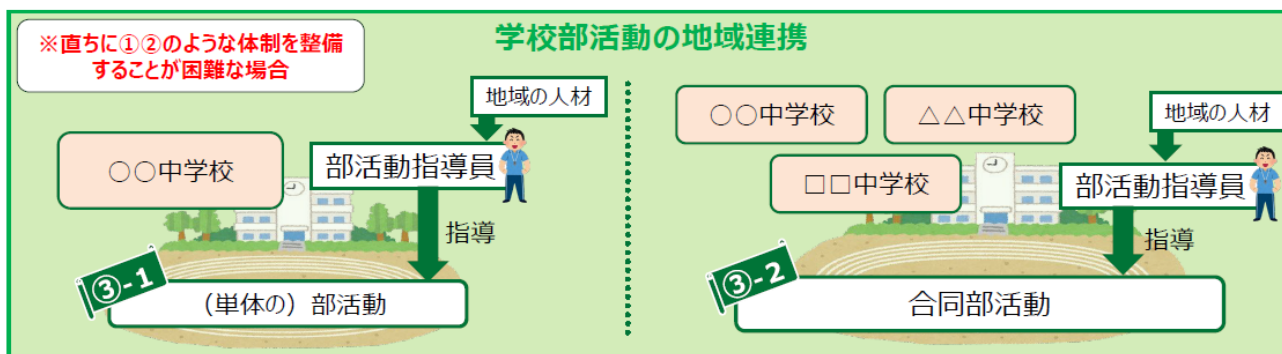 学校部活動の地域連携
※直ちに①②のような体制を整備
することが困難な場合
地域の人材
○○中学校
部活動指導員
指導
③-1
（単体の）部活動
○○中学校
△△中学校
地域の人材
□□中学校
部活動指導員
指導
③-2
合同部活動